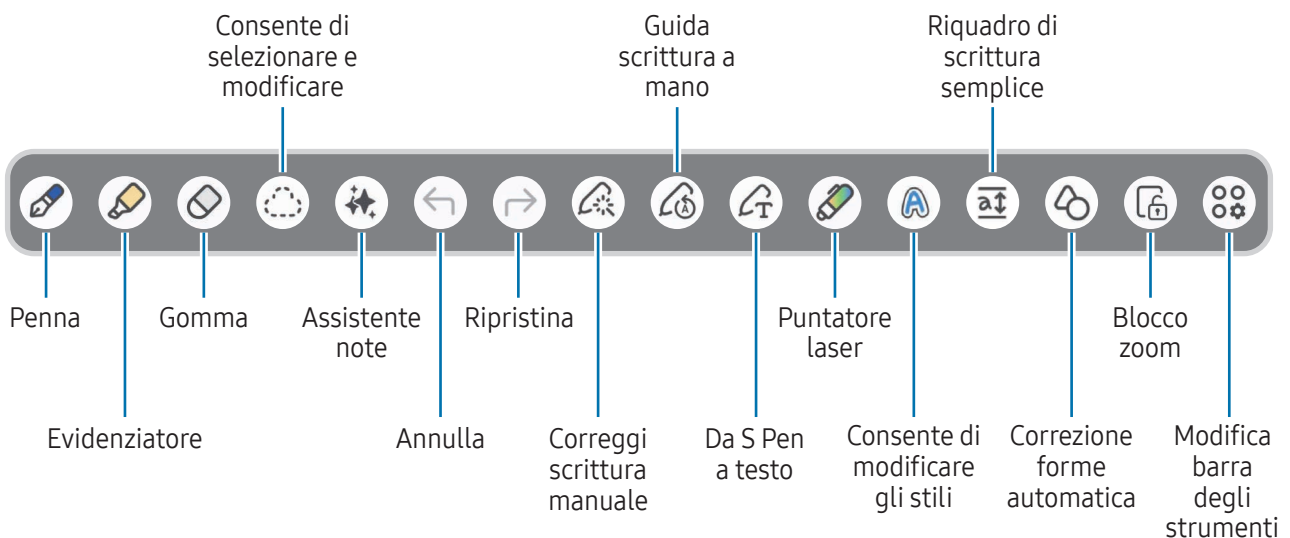 Consente di
selezionare e
modificare
Guida
scrittura a
mano
Riquadro di
scrittura
semplice
Penna
Gomma
Assistente
note
Ripristina
Puntatore
laser
Blocco
zoom
Evidenziatore
Annulla
Correggi
scrittura
manuale
Da S Pen
a testo
Consente di
modificare
gli stili
Correzione
forme
automatica
Modifica
barra
degli
strumenti